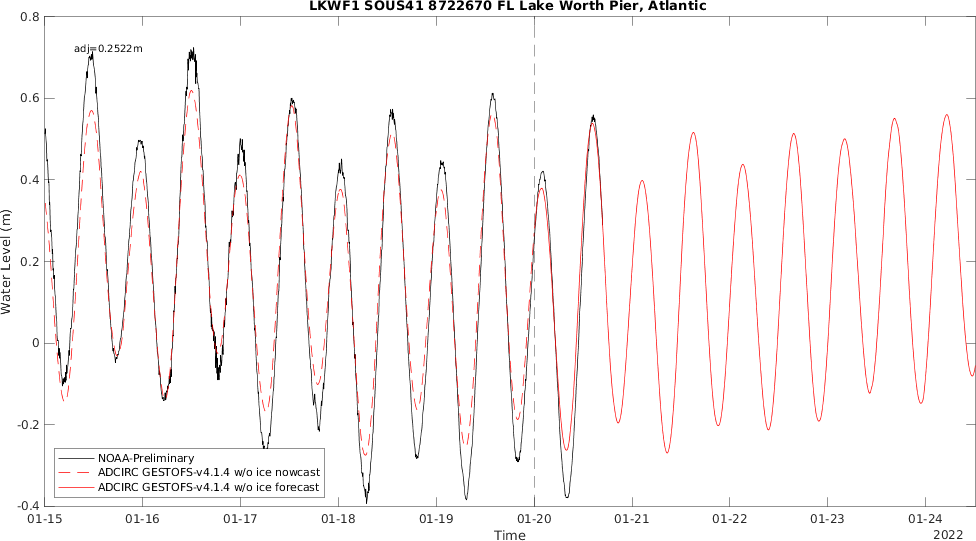 LKWF1 SOUS41 8722670 FL Lake Worth Pier, Atlantic
adj=0.2522m
0.8
0.6
0.4
0.2
0
-0.2
-0.4
Water Level (m)
NOAA-Preliminary
ADCIRC GESTOFS-v4.1.4 w/o ice nowcast
ADCIRC GESTOFS-v4.1.4 w/o ice forecast
01-15 01-16 01-17 01-18 01-19 01-20 01-21 01-22 01-23 01-24
Time
2022